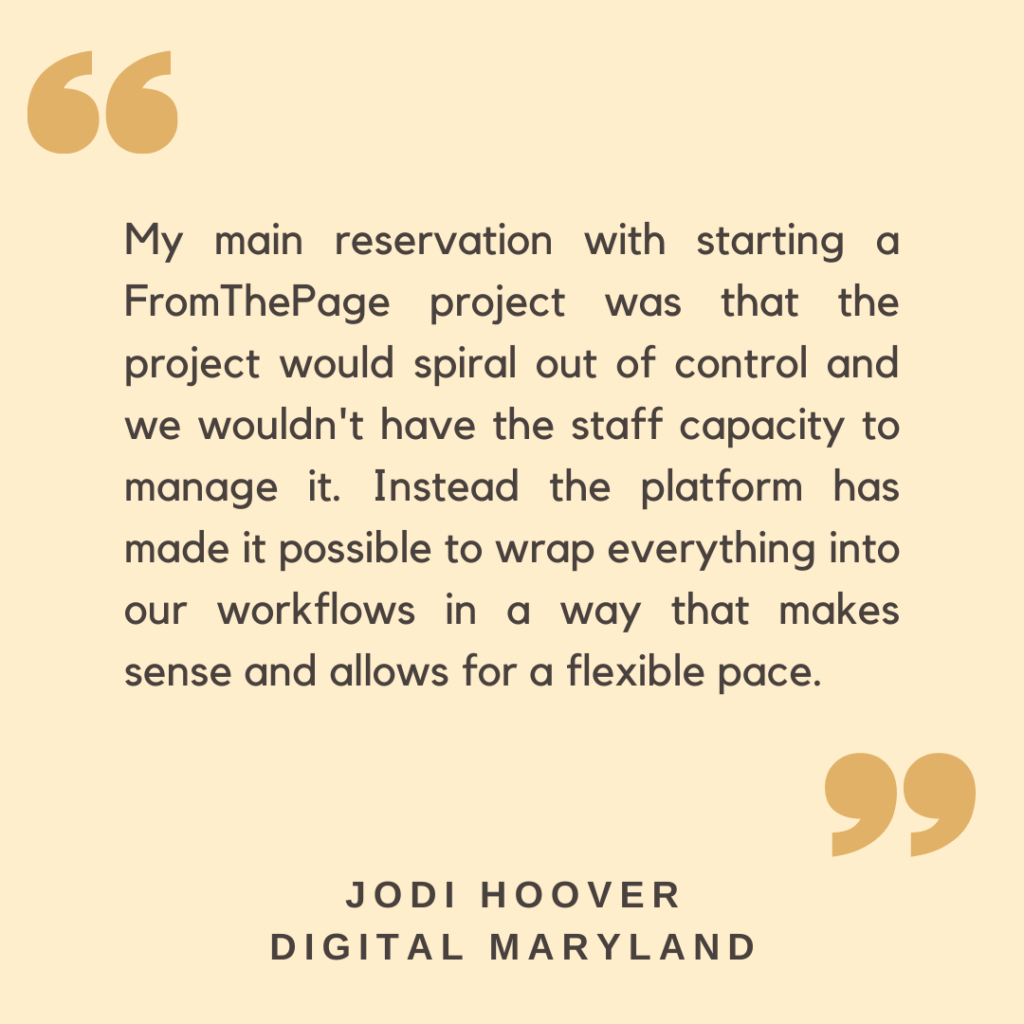 “
My main reservation with starting a
FromThePage project was that the
project would spiral out of control and
we wouldn't have the staff capacity to
manage it. Instead the platform has
made it possible to wrap everything into
our workflows in a way that makes
sense and allows for a flexible pace.
”
JODI HOOVER
DIGITAL MARYLAND